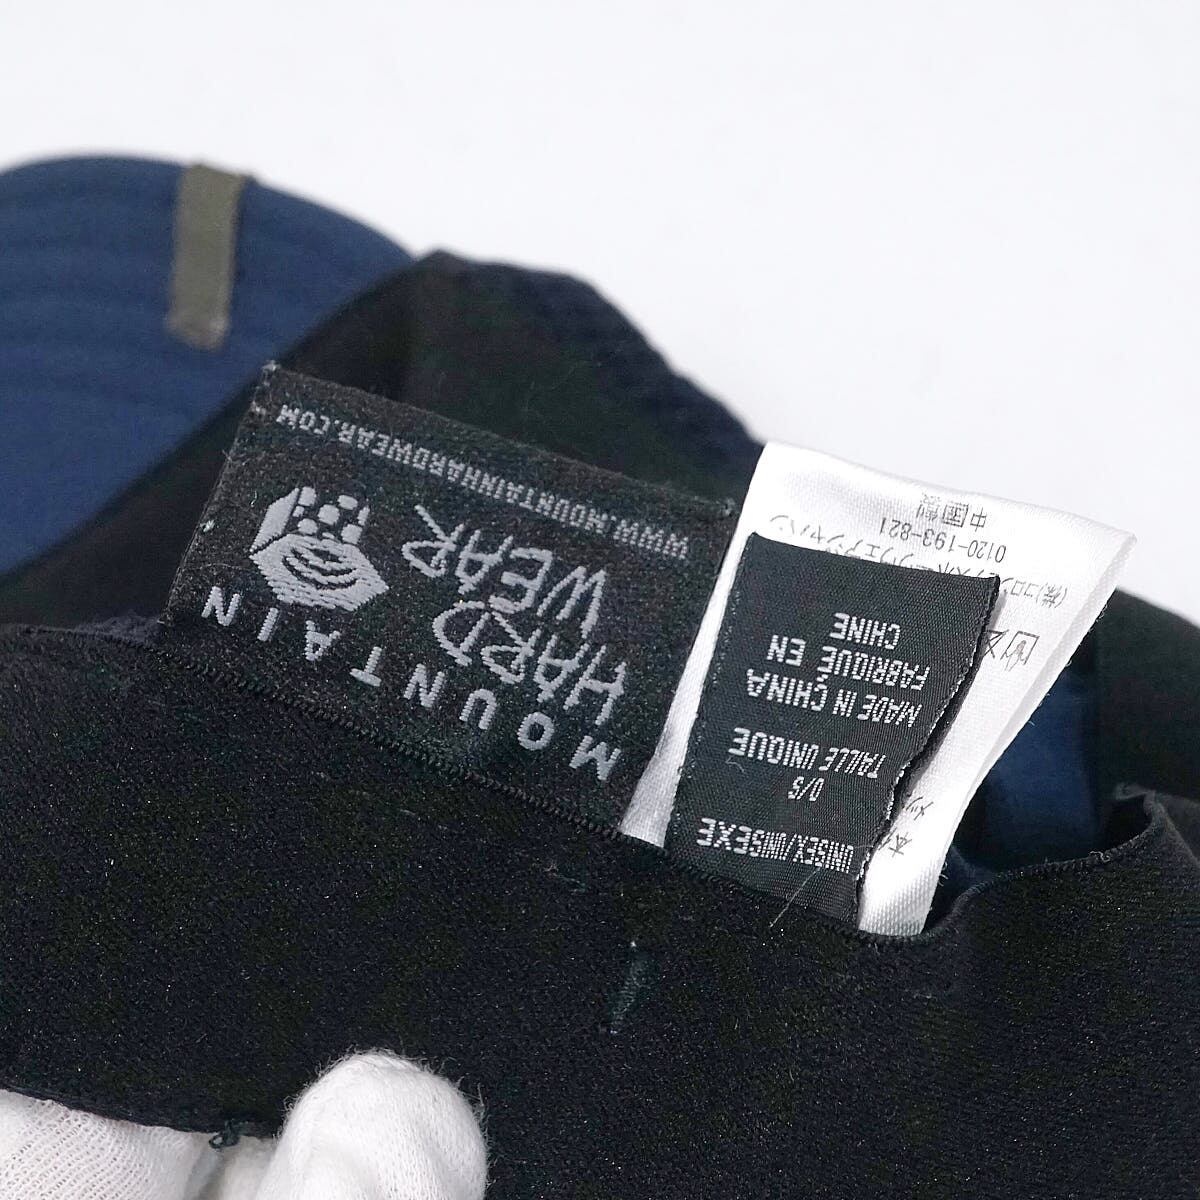 MOUNTAIN
HARD
WEAR
WWW.MOUNTAINHARDWEAR.COM
UNISEX/UNISEXE
O/S
TAILLE UNIQUE
MADE IN CHINA
FABRIQUÉ EN
CHINE
0120-193-821
中国製